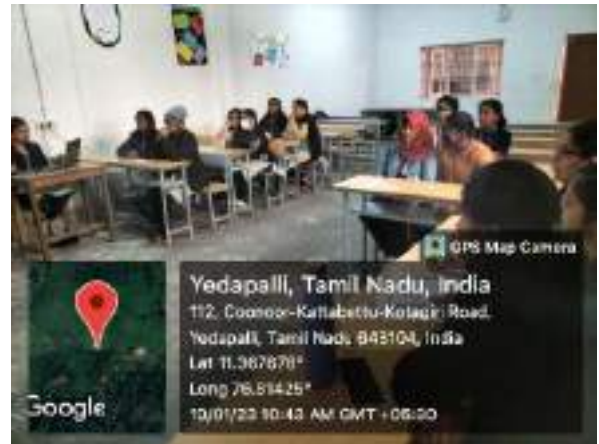 GPS Map Camera
Yedapalli, Tamil Nadu, India
112, Coonoor-Kattabettu-Kotagiri Road,
Yedapalli, Tamil Nadu 643104, India
Lat 11.367678°
Long 76.81425°
10/01/23 10:43 AM GMT +05:30
Google